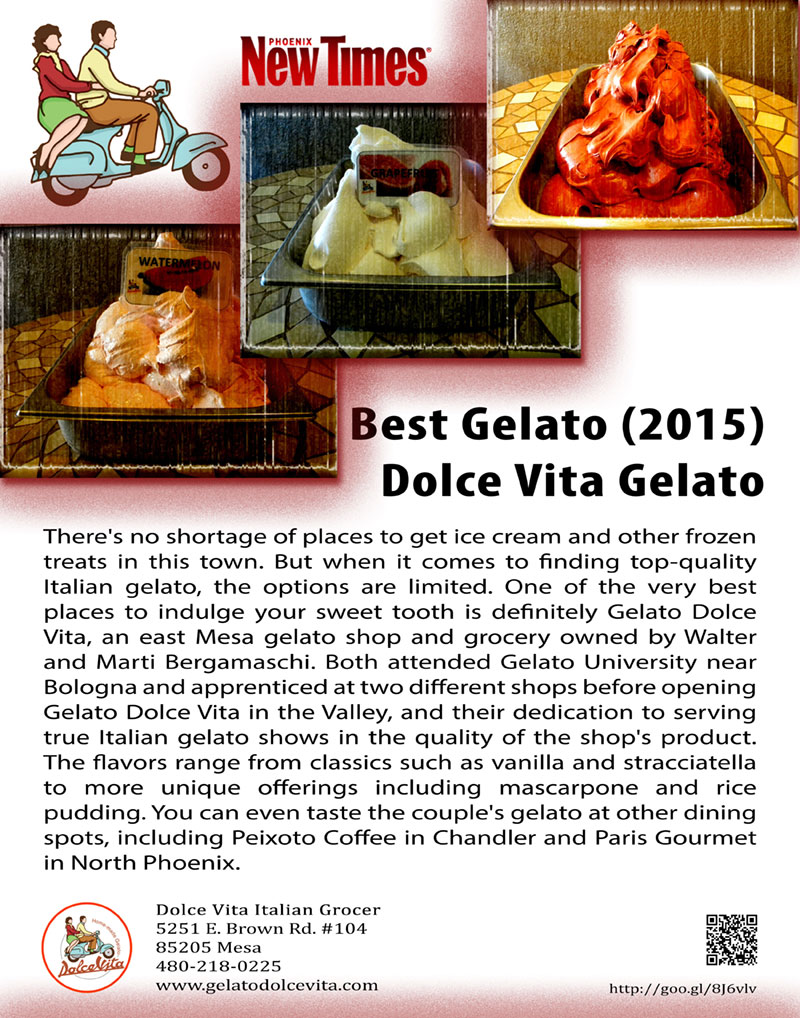 PHOENIX
New Times
GRAPEFRUIT
WATERMELON
Best Gelato (2015)
Dolce Vita Gelato
There's no shortage of places to get ice cream and other frozen
treats in this town. But when it comes to finding top-quality
Italian gelato, the options are limited. One of the very best
places to indulge your sweet tooth is definitely Gelato Dolce
Vita, an east Mesa gelato shop and grocery owned by Walter
and Marti Bergamaschi. Both attended Gelato University near
Bologna and apprenticed at two different shops before opening
Gelato Dolce Vita in the Valley, and their dedication to serving
true Italian gelato shows in the quality of the shop's product.
The flavors range from classics such as vanilla and stracciatella
to more unique offerings including mascarpone and rice
pudding. You can even taste the couple's gelato at other dining
spots, including Peixoto Coffee in Chandler and Paris Gourmet
in North Phoenix.
Home made Gelato
Dolce Vita
Dolce Vita Italian Grocer
5251 E. Brown Rd. #104
85205 Mesa
480-218-0225
www.gelatodolcevita.com
http://goo.gl/8J6vlv